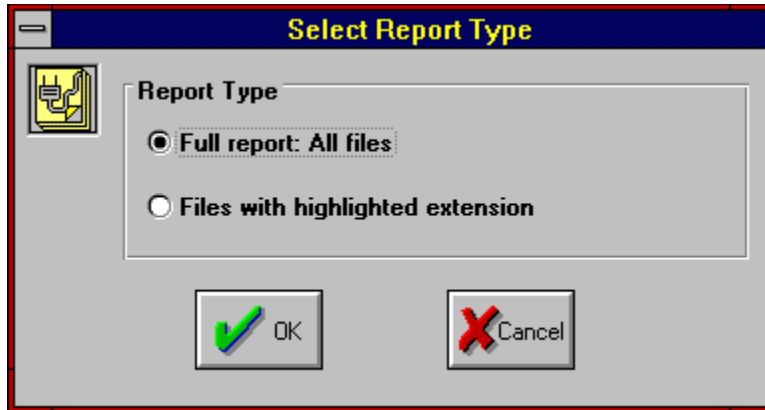 Select Report Type
Report Type
Full report: All files
Files with highlighted extension
OK
Cancel